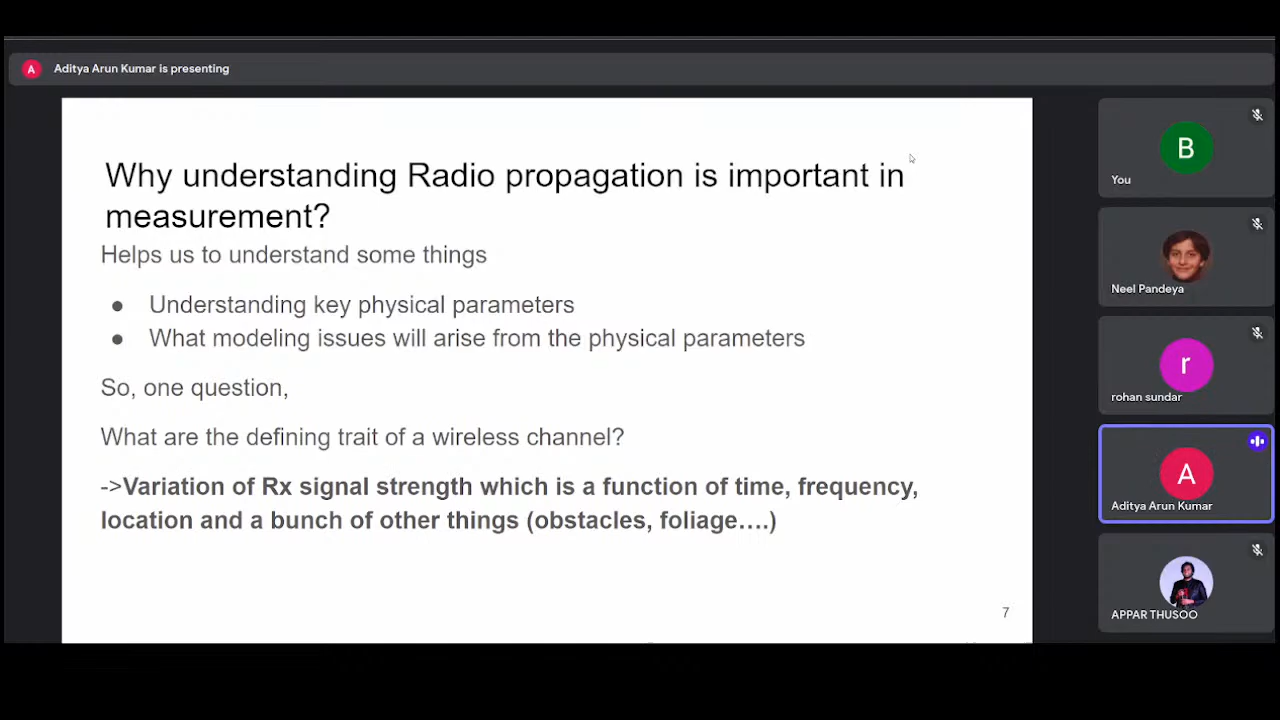 A Aditya Arun Kumar is presenting
Why understanding Radio propagation is important in
measurement?
Helps us to understand some things
● Understanding key physical parameters
● What modeling issues will arise from the physical parameters
So, one question,
What are the defining trait of a wireless channel?
->Variation of Rx signal strength which is a function of time, frequency,
location and a bunch of other things (obstacles, foliage….)
7
B
You
Neel Pandeya
r
rohan sundar
A
Aditya Arun Kumar
APPAR THUSOO